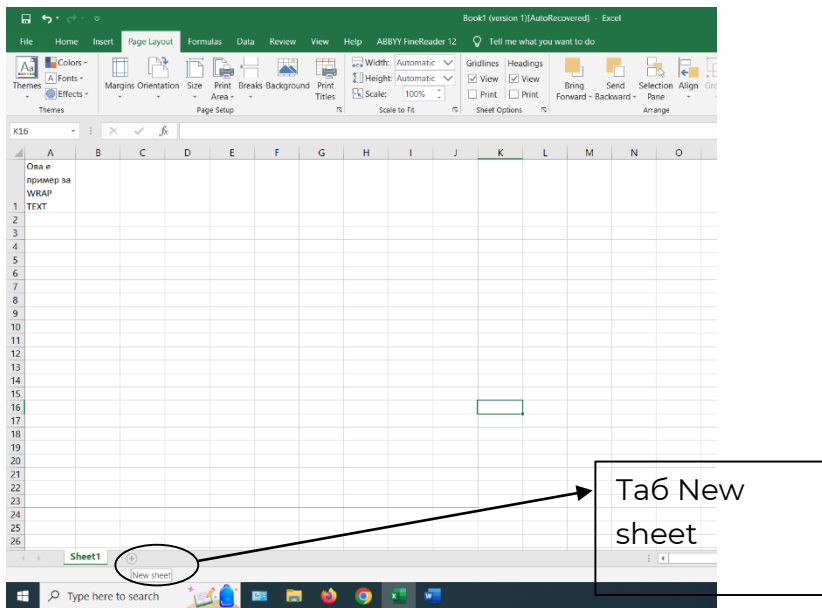 Book1 (version 1)[AutoRecovered] - Excel
File Home Insert Page Layout Formulas Data Review View Help ABBYY FineReader 12 Tell me what you want to do
Themes Colors Fonts Effects Margins Orientation Size Print Area Breaks Background Print Titles Width: Automatic Height: Automatic Scale: 100% Gridlines View Print Headings View Print Bring Forward Send Backward Selection Pane Align
Themes Page Setup Scale to Fit Sheet Options Arrange
K16 fx
A B C D E F G H I J K L M N O
Ова е
пример за
WRAP
1 TEXT
2
3
4
5
6
7
8
9
10
11
12
13
14
15
16
17
18
19
20
21
22
23
24
25
26
Таб New
sheet
Sheet1
New sheet
Type here to search